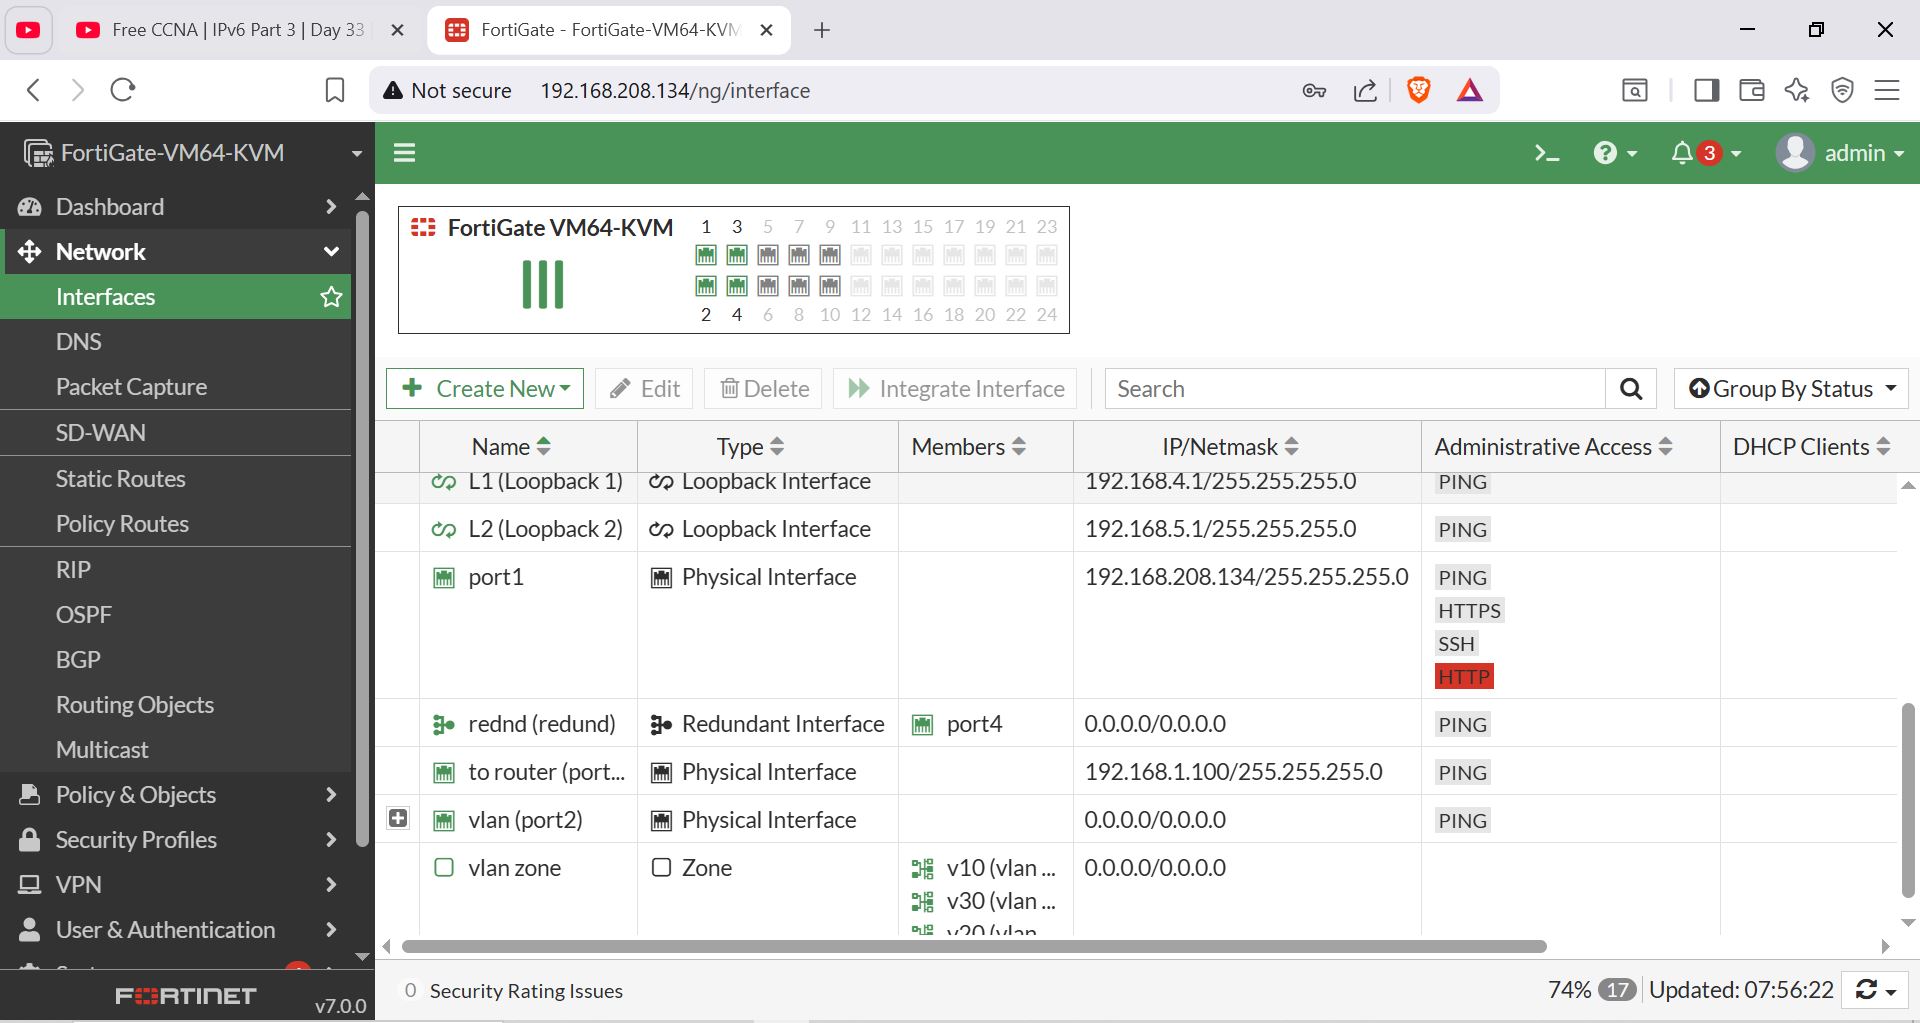 Free CCNA | IPv6 Part 3 | Day 33
FortiGate - FortiGate-VM64-KVM
Not secure 192.168.208.134/ng/interface
FortiGate-VM64-KVM
3
admin
Dashboard
Network
Interfaces
DNS
Packet Capture
SD-WAN
Static Routes
Policy Routes
RIP
OSPF
BGP
Routing Objects
Multicast
Policy & Objects
Security Profiles
VPN
User & Authentication
FORTINET v7.0.0
FortiGate VM64-KVM
1 3 5 7 9 11 13 15 17 19 21 23
2 4 6 8 10 12 14 16 18 20 22 24
Create New Edit Delete Integrate Interface Search Group By Status
Name Type Members IP/Netmask Administrative Access DHCP Clients
L1 (Loopback 1) Loopback Interface 192.168.4.1/255.255.255.0 PING
L2 (Loopback 2) Loopback Interface 192.168.5.1/255.255.255.0 PING
port1 Physical Interface 192.168.208.134/255.255.255.0 PING
HTTPS
SSH
HTTP
rednd (redund) Redundant Interface port4 0.0.0.0/0.0.0.0 PING
to router (port... Physical Interface 192.168.1.100/255.255.255.0 PING
vlan (port2) Physical Interface 0.0.0.0/0.0.0.0 PING
vlan zone Zone v10 (vlan ... 0.0.0.0/0.0.0.0
v30 (vlan ...
v20 (vlan
0 Security Rating Issues
74% 17 Updated: 07:56:22